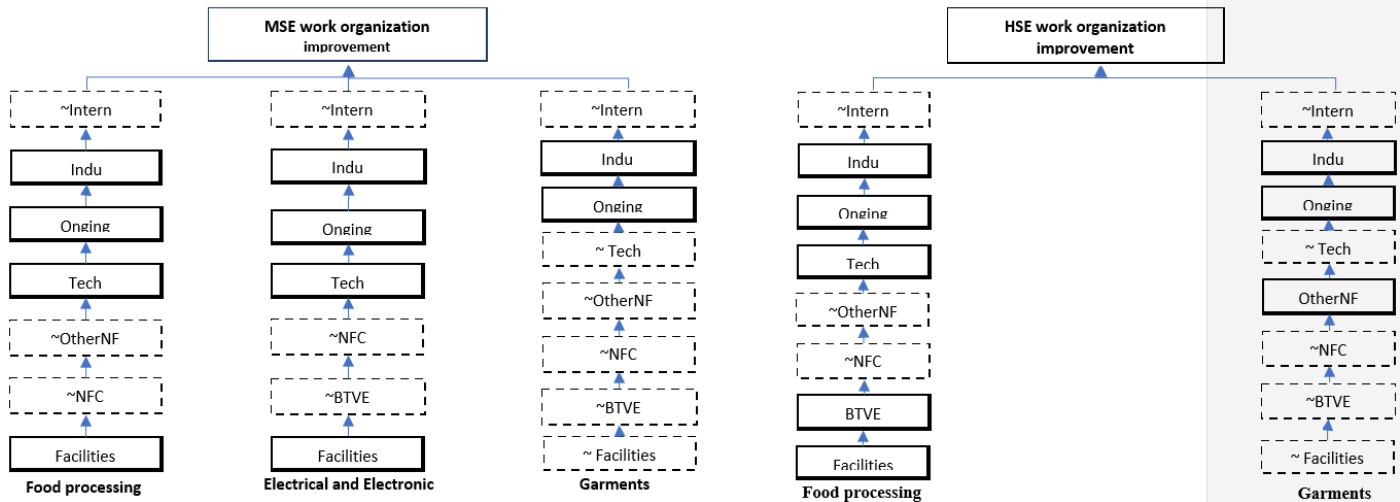 MSE work organization
improvement
HSE work organization
improvement
~Intern
Indu
Onging
Tech
~OtherNF
~NFC
Facilities
Food processing
~Intern
Indu
Onging
Tech
~NFC
~BTVE
Facilities
Electrical and Electronic
~Intern
Indu
Onging
~ Tech
~OtherNF
~NFC
~BTVE
~ Facilities
Garments
~Intern
Indu
Onging
Tech
~OtherNF
~NFC
BTVE
Facilities
Food processing
~Intern
Indu
Onging
~ Tech
OtherNF
~NFC
~BTVE
~ Facilities
Garments